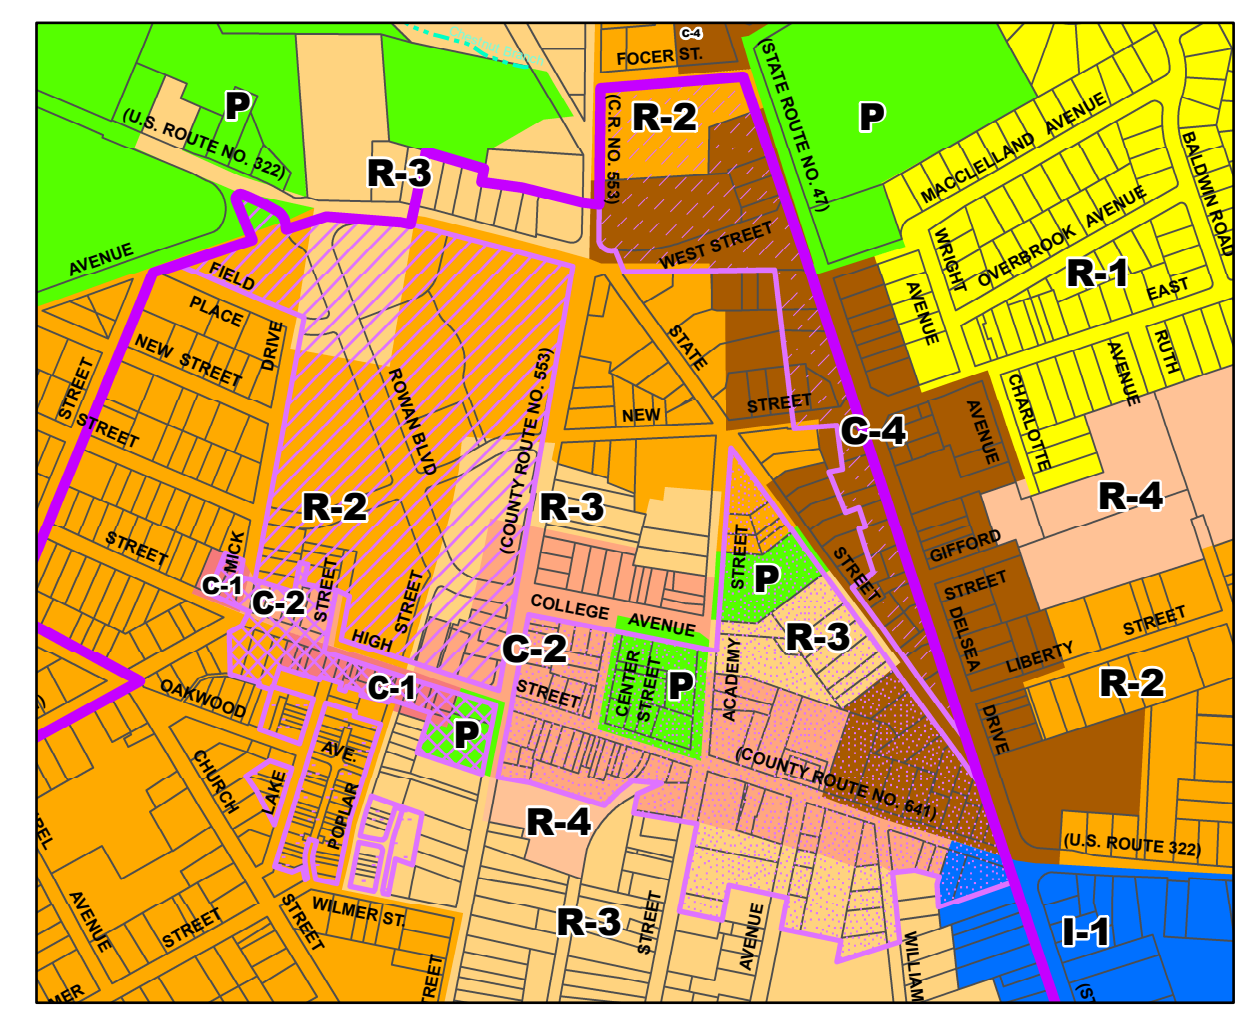 C-4
FOCER ST.
Chestnut Branch
(STATE ROUTE NO. 47)
P
R-2
P
(U.S. ROUTE NO. 322)
(C.R. NO. 553)
MACCLELLAND AVENUE
BALDWIN ROAD
R-3
OVERBROOK AVENUE
WRIGHT
AVENUE
WEST STREET
R-1
EAST
AVENUE
FIELD
PLACE
DRIVE
NEW STREET
STREET
STREET
STATE
NEW
STREET
RUTH
AVENUE
CHARLOTTE
AVENUE
C-4
ROWAN BLVD
(COUNTY ROUTE NO. 553)
R-2
R-3
R-4
GIFFORD
STREET
STREET
MICK
C-1
C-2
STREET
STREET
HIGH
STREET
P
STREET
COLLEGE AVENUE
C-2
R-3
ACADEMY
DELSEA
DRIVE
LIBERTY
STREET
R-2
C-1
STREET
CENTER
STREET
P
OAKWOOD
AVE.
P
CHURCH
STREET
LAKE
POPLAR
(COUNTY ROUTE NO. 641)
R-4
(U.S. ROUTE 322)
AVENUE
STREET
WILMER ST.
STREET
R-3
STREET
AVENUE
WILLIAM
I-1